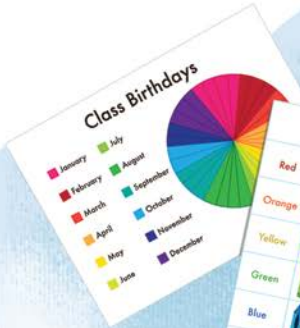 Class Birthdays
January
February
March
April
May
June
July
August
September
October
November
December
Red
Orange
Yellow
Green
Blue